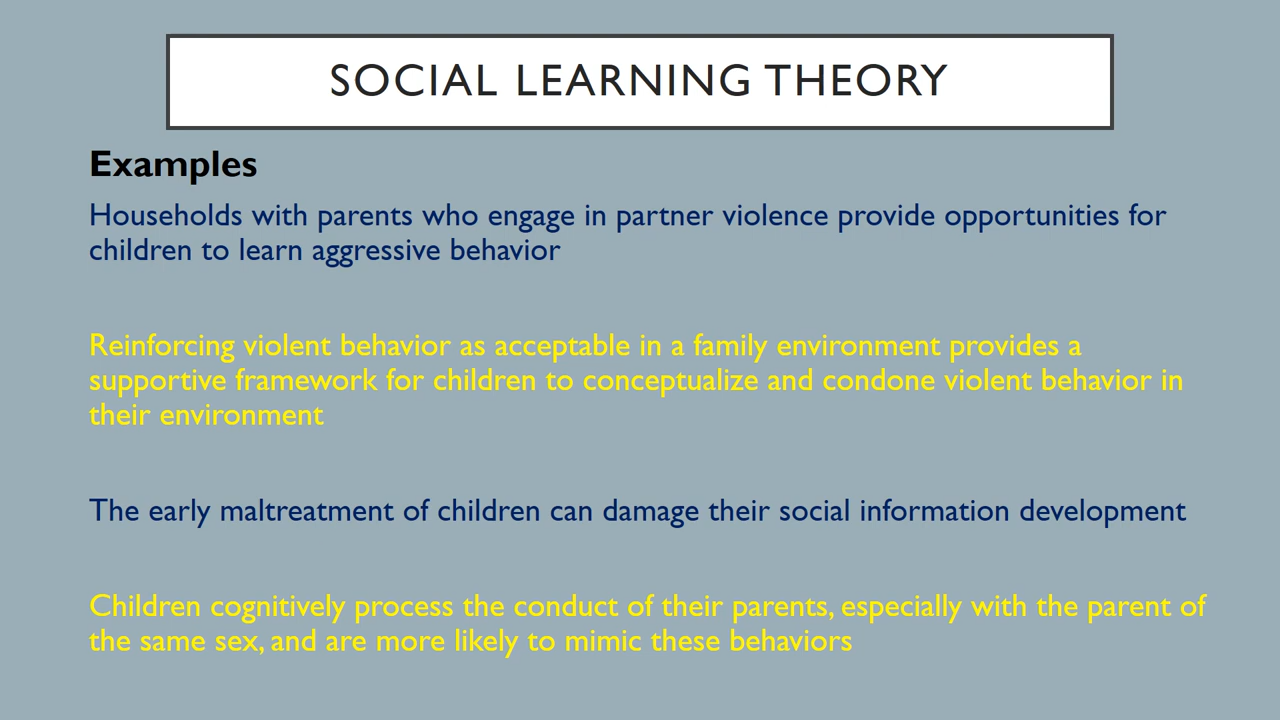 SOCIAL LEARNING THEORY
Examples
Households with parents who engage in partner violence provide opportunities for
children to learn aggressive behavior
Reinforcing violent behavior as acceptable in a family environment provides a
supportive framework for children to conceptualize and condone violent behavior in
their environment
The early maltreatment of children can damage their social information development
Children cognitively process the conduct of their parents, especially with the parent of
the same sex, and are more likely to mimic these behaviors